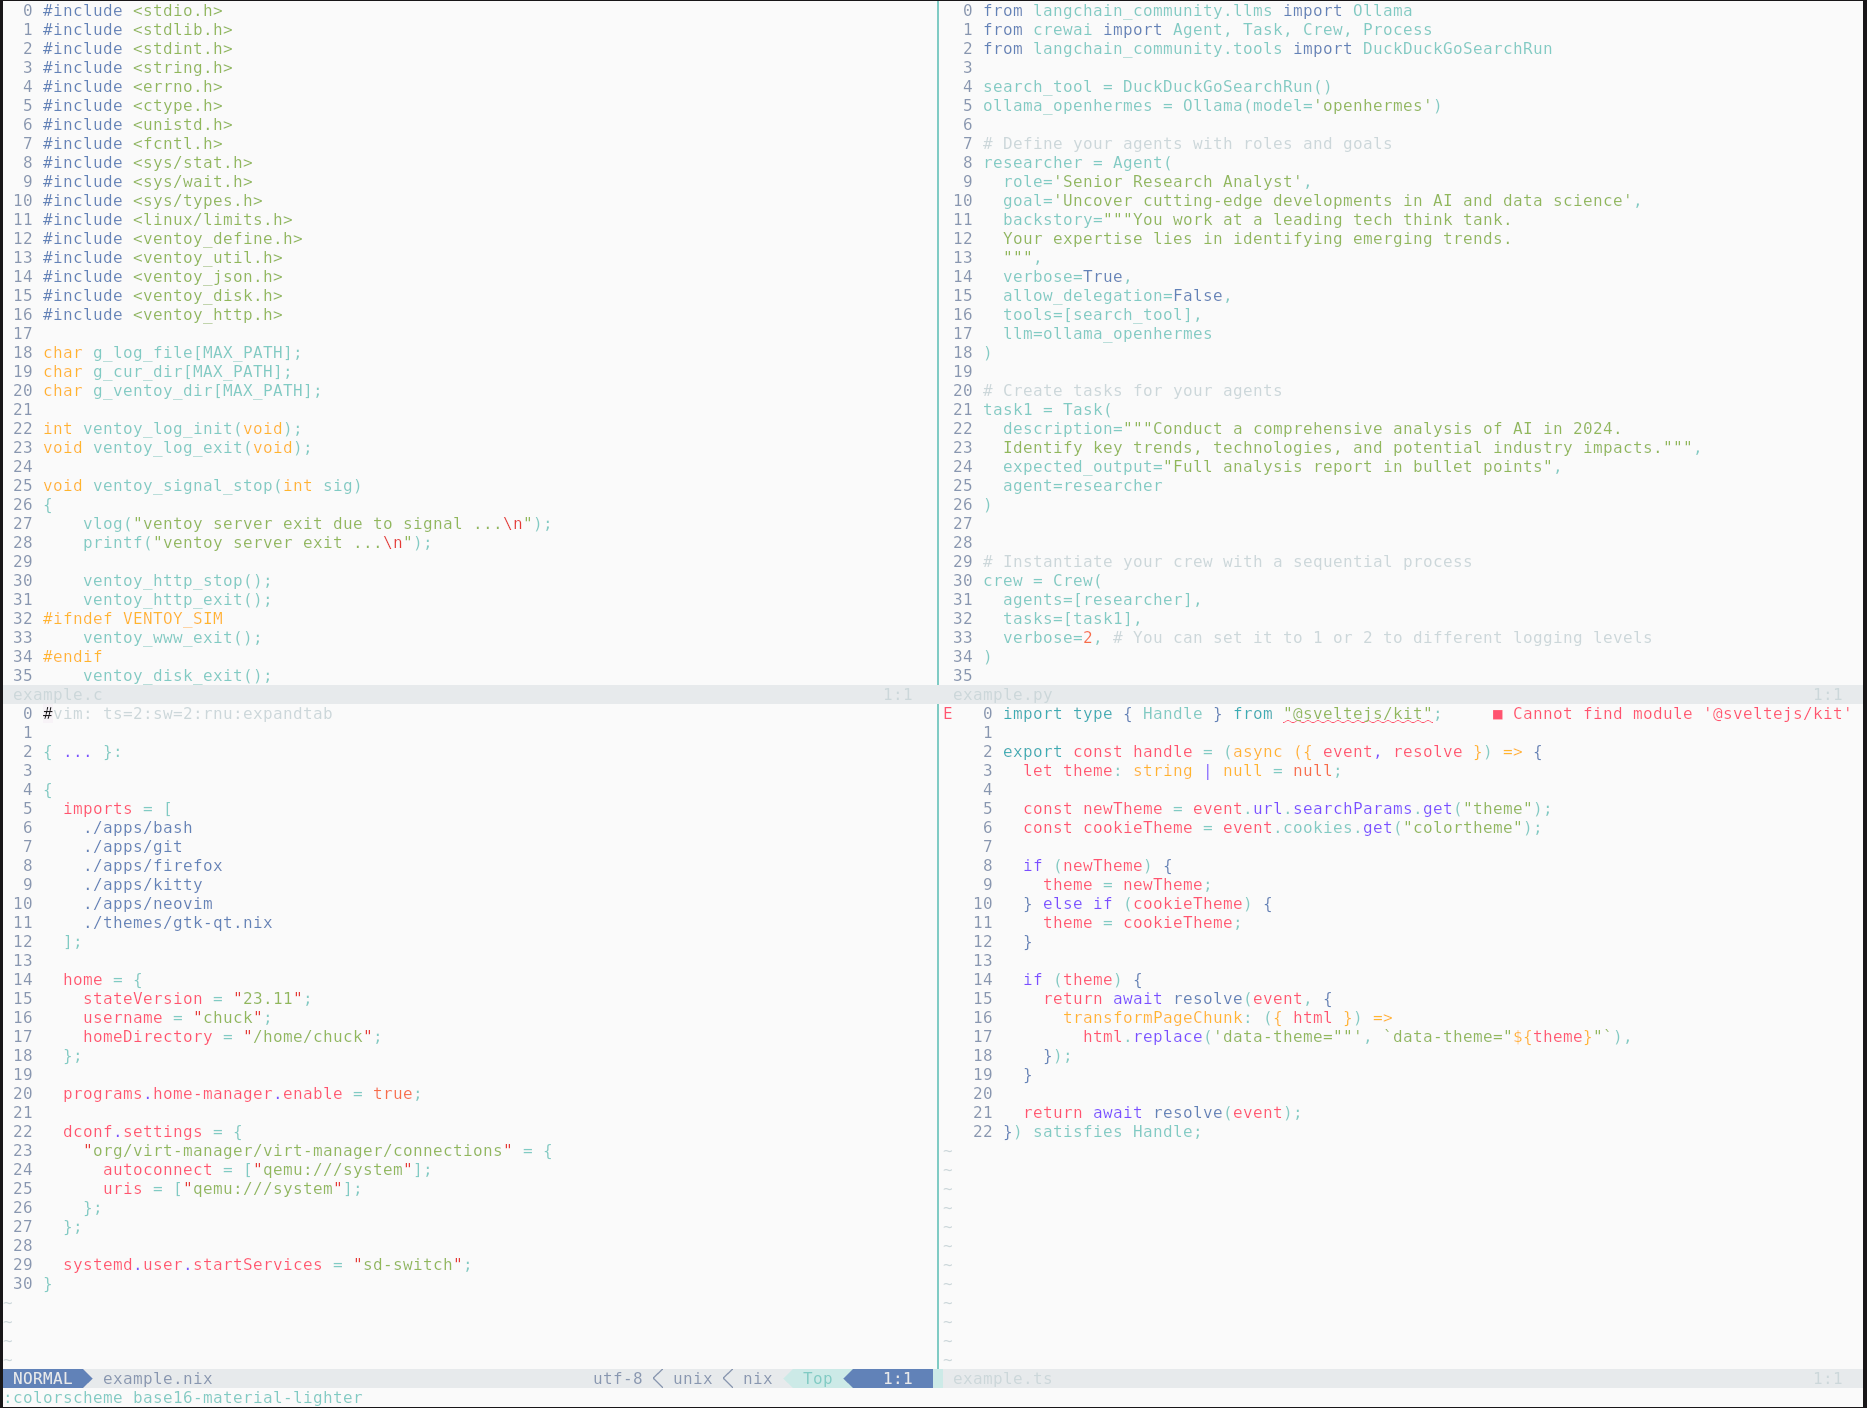 0 #include <stdio.h>
1 #include <stdlib.h>
2 #include <stdint.h>
3 #include <string.h>
4 #include <errno.h>
5 #include <ctype.h>
6 #include <unistd.h>
7 #include <fcntl.h>
8 #include <sys/stat.h>
9 #include <sys/wait.h>
10 #include <sys/types.h>
11 #include <linux/limits.h>
12 #include <ventoy_define.h>
13 #include <ventoy_util.h>
14 #include <ventoy_json.h>
15 #include <ventoy_disk.h>
16 #include <ventoy_http.h>
17
18 char g_log_file[MAX_PATH];
19 char g_cur_dir[MAX_PATH];
20 char g_ventoy_dir[MAX_PATH];
21
22 int ventoy_log_init(void);
23 void ventoy_log_exit(void);
24
25 void ventoy_signal_stop(int sig)
26 {
27     vlog("ventoy server exit due to signal ...\n");
28     printf("ventoy server exit ...\n");
29
30     ventoy_http_stop();
31     ventoy_http_exit();
32 #ifndef VENTOY_SIM
33     ventoy_www_exit();
34 #endif
35     ventoy_disk_exit();
example.c 1:1
0 from langchain_community.llms import Ollama
1 from crewai import Agent, Task, Crew, Process
2 from langchain_community.tools import DuckDuckGoSearchRun
3
4 search_tool = DuckDuckGoSearchRun()
5 ollama_openhermes = Ollama(model='openhermes')
6
7 # Define your agents with roles and goals
8 researcher = Agent(
9   role='Senior Research Analyst',
10   goal='Uncover cutting-edge developments in AI and data science',
11   backstory="""You work at a leading tech think tank.
12   Your expertise lies in identifying emerging trends.
13   """,
14   verbose=True,
15   allow_delegation=False,
16   tools=[search_tool],
17   llm=ollama_openhermes
18 )
19
20 # Create tasks for your agents
21 task1 = Task(
22   description="""Conduct a comprehensive analysis of AI in 2024.
23   Identify key trends, technologies, and potential industry impacts.""",
24   expected_output="Full analysis report in bullet points",
25   agent=researcher
26 )
27
28
29 # Instantiate your crew with a sequential process
30 crew = Crew(
31   agents=[researcher],
32   tasks=[task1],
33   verbose=2, # You can set it to 1 or 2 to different logging levels
34 )
35
example.py 1:1
0 #vim: ts=2:sw=2:rnu:expandtab
1
2 { ... }:
3
4 {
5   imports = [
6     ./apps/bash
7     ./apps/git
8     ./apps/firefox
9     ./apps/kitty
10     ./apps/neovim
11     ./themes/gtk-qt.nix
12   ];
13
14   home = {
15     stateVersion = "23.11";
16     username = "chuck";
17     homeDirectory = "/home/chuck";
18   };
19
20   programs.home-manager.enable = true;
21
22   dconf.settings = {
23     "org/virt-manager/virt-manager/connections" = {
24       autoconnect = ["qemu:///system"];
25       uris = ["qemu:///system"];
26     };
27   };
28
29   systemd.user.startServices = "sd-switch";
30 }
~
~
~
~
NORMAL example.nix utf-8 unix nix Top 1:1
E 0 import type { Handle } from "@sveltejs/kit"; ■ Cannot find module '@sveltejs/kit'
1
2 export const handle = (async ({ event, resolve }) => {
3   let theme: string | null = null;
4
5   const newTheme = event.url.searchParams.get("theme");
6   const cookieTheme = event.cookies.get("colortheme");
7
8   if (newTheme) {
9     theme = newTheme;
10   } else if (cookieTheme) {
11     theme = cookieTheme;
12   }
13
14   if (theme) {
15     return await resolve(event, {
16       transformPageChunk: ({ html }) =>
17         html.replace('data-theme=""', `data-theme="${theme}"`),
18     });
19   }
20
21   return await resolve(event);
22 }) satisfies Handle;
~
~
~
~
~
~
~
~
~
~
~
~
example.ts 1:1
:colorscheme base16-material-lighter